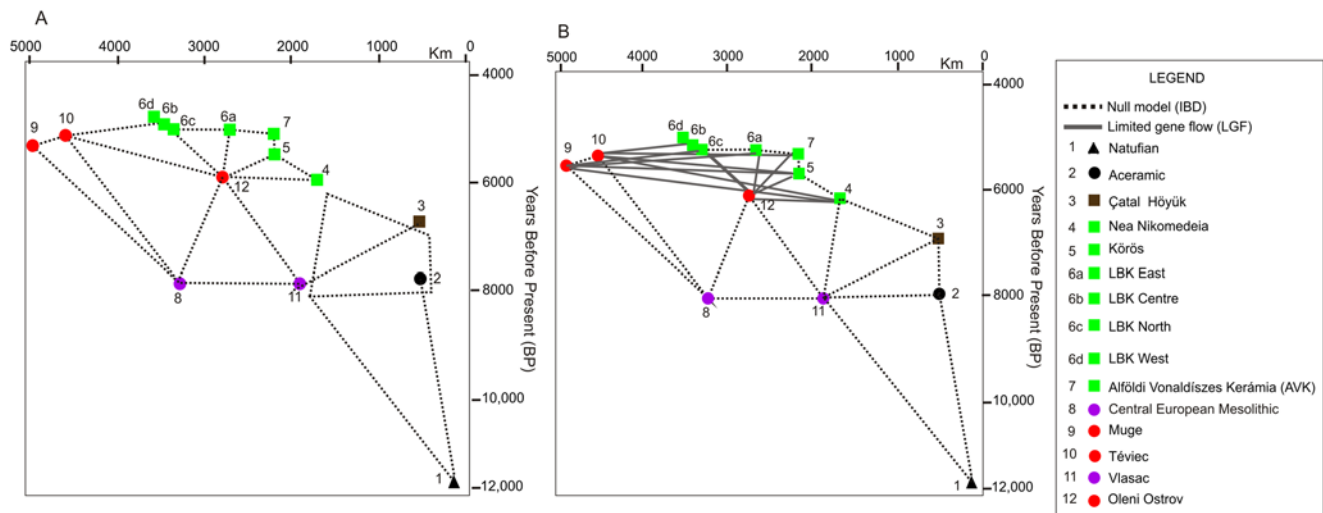 A
5000 4000 3000 2000 1000 0
Km
4000
6000
8000
10,000
12,000
Years Before Present (BP)
6d
6b
10
6c
6a
7
9
5
4
12
3
2
8
11
1
B
5000 4000 3000 2000 1000 0
Km
4000
6000
8000
10,000
12,000
Years Before Present (BP)
6d
6b
10
6c
6a
7
9
5
4
12
3
2
8
11
1
LEGEND
Null model (IBD)
Limited gene flow (LGF)
1 Natufian
2 Aceramic
3 Çatal Höyük
4 Nea Nikomedeia
5 Körös
6a LBK East
6b LBK Centre
6c LBK North
6d LBK West
7 Alföldi Vonaldíszes Kerámia (AVK)
8 Central European Mesolithic
9 Muge
10 Téviec
11 Vlasac
12 Oleni Ostrov